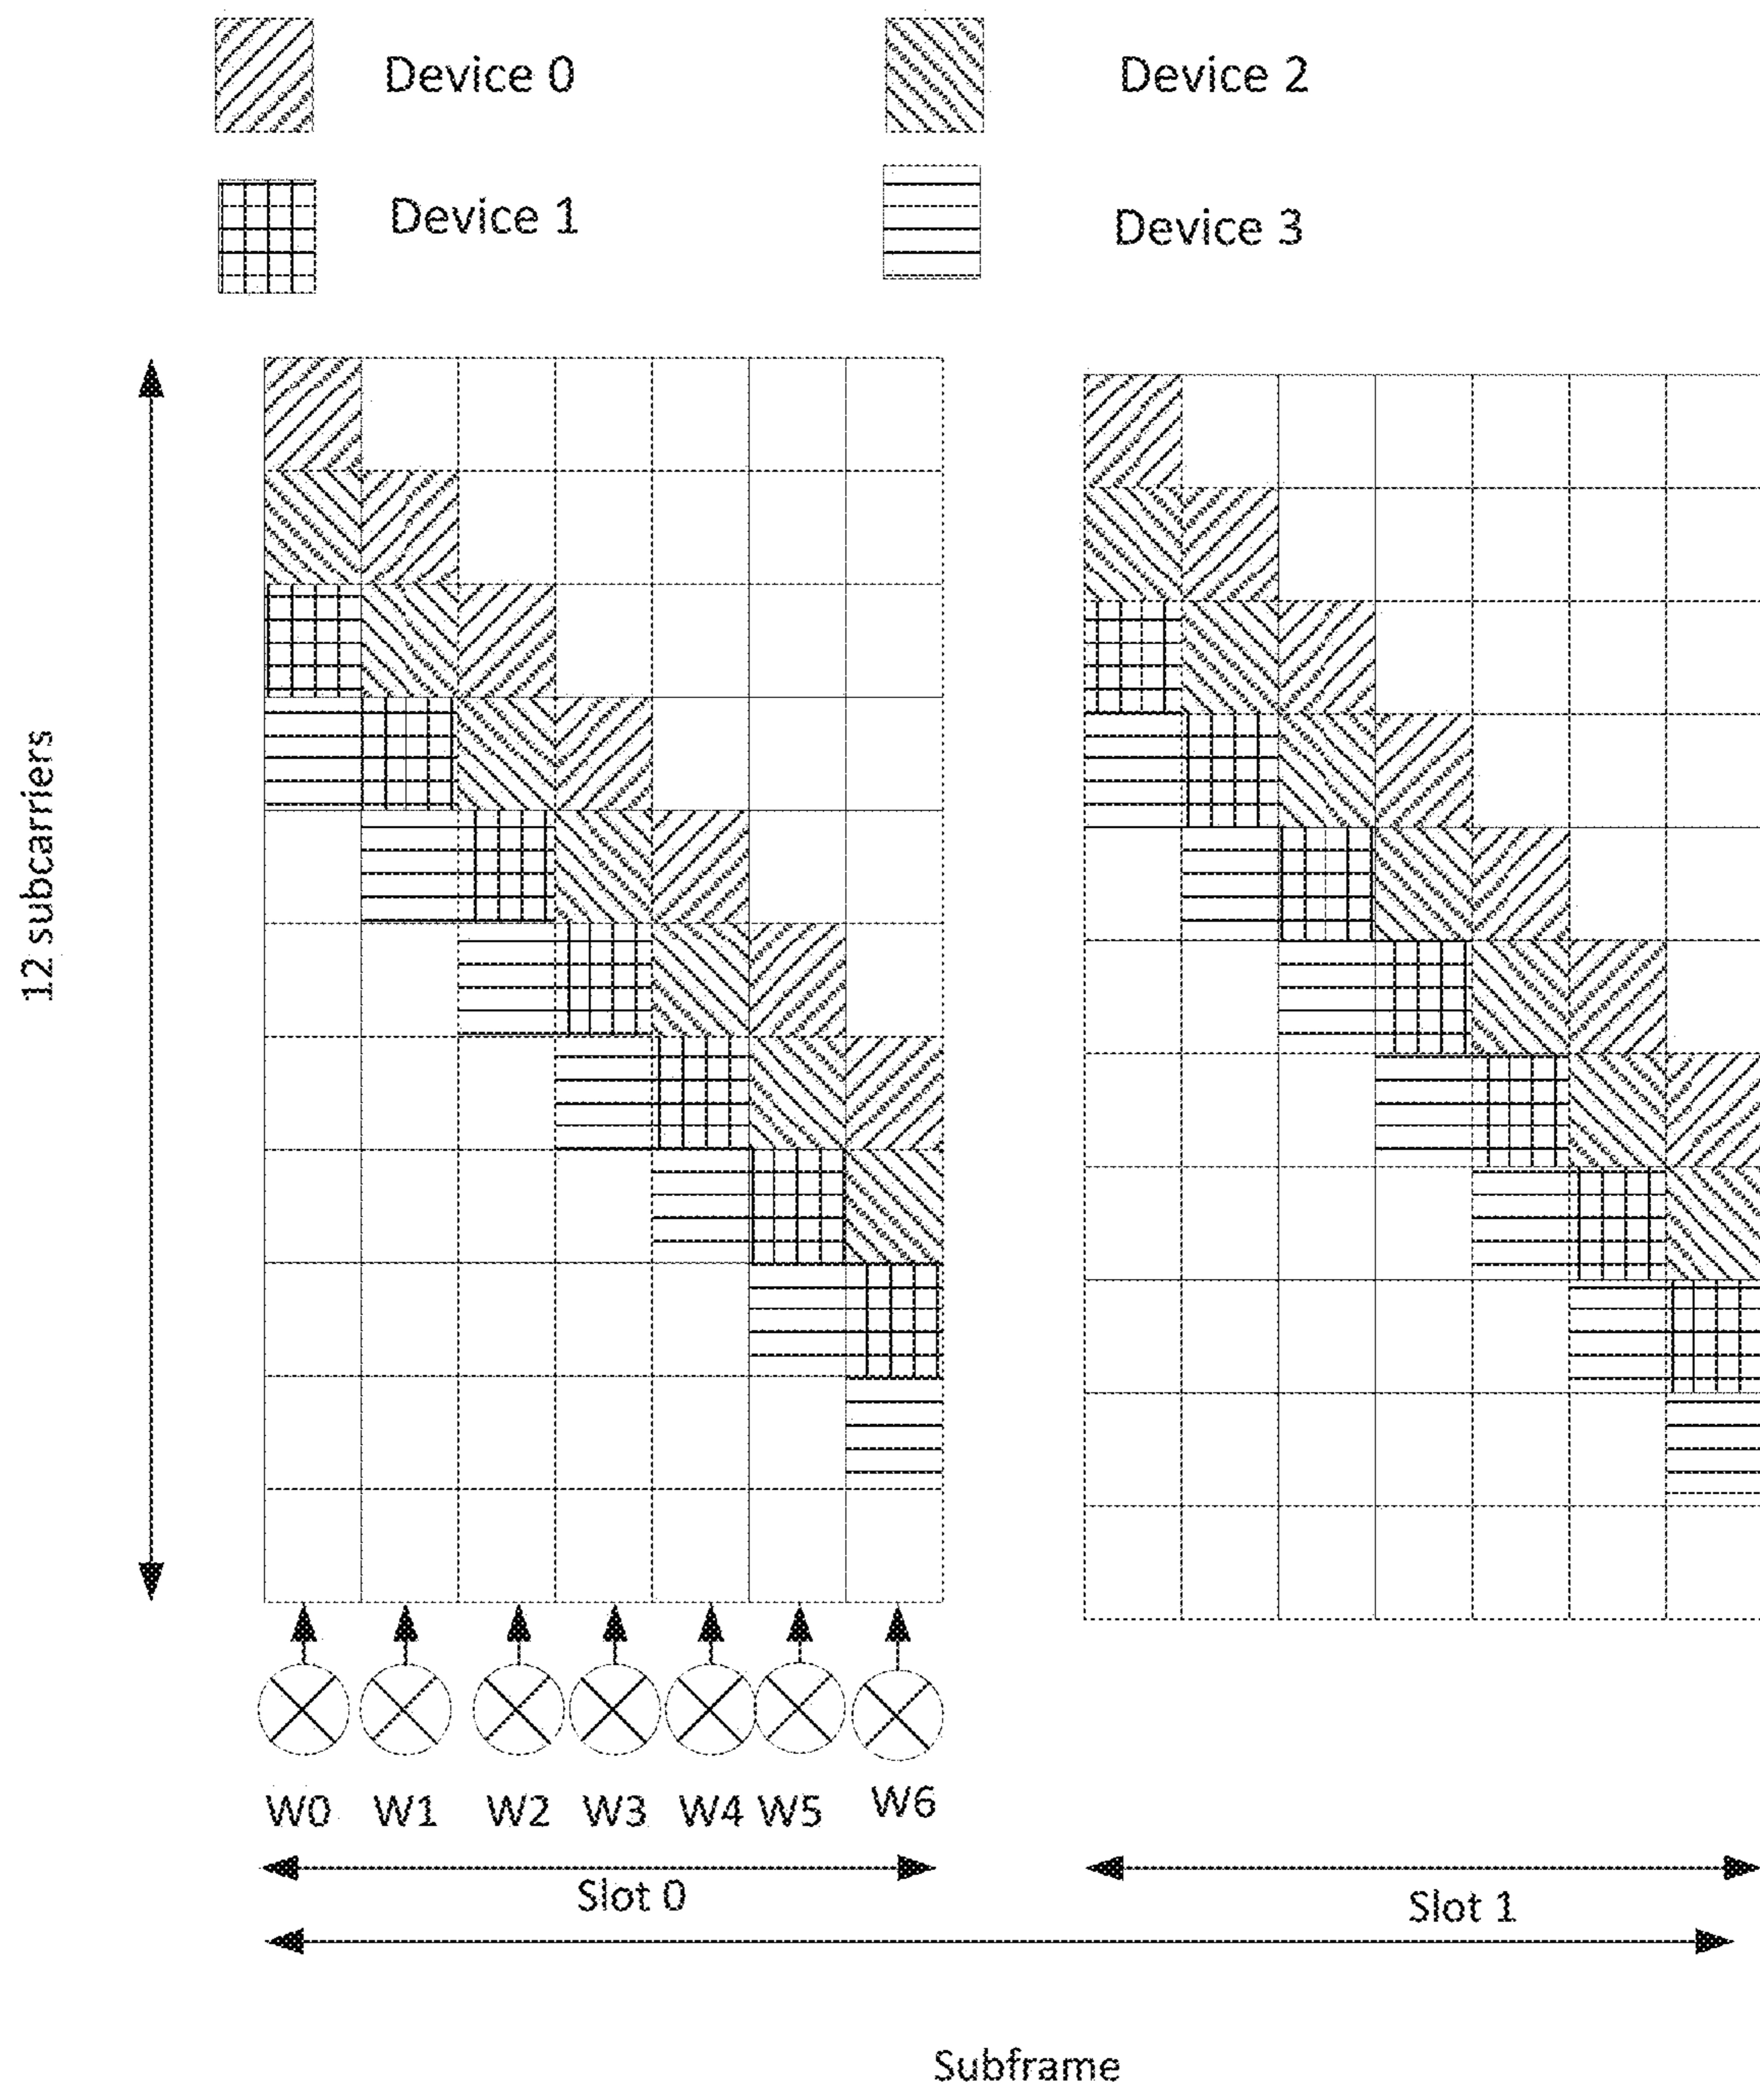 Device 0
Device 2
Device 1
Device 3
12 subcarriers
W0 W1 W2 W3 W4 W5 W6
Slot 0
Slot 1
Subframe